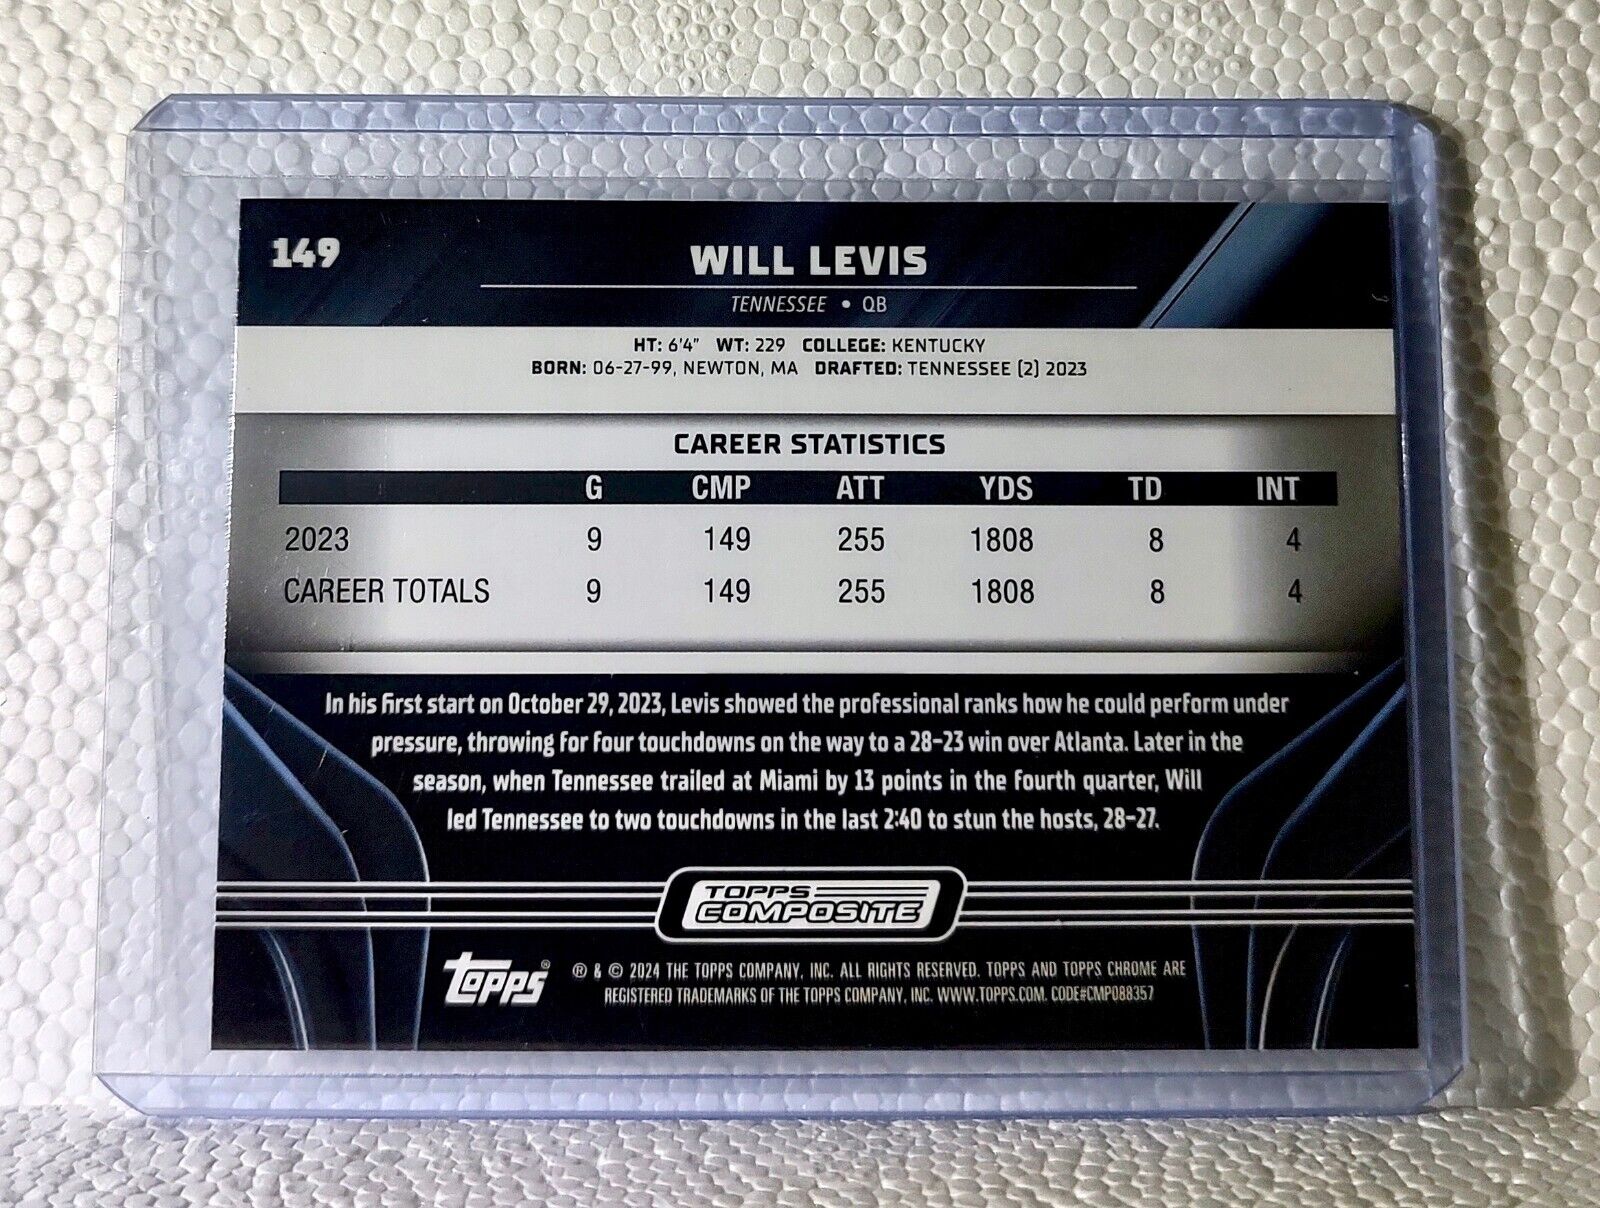 149
WILL LEVIS
TENNESSEE • QB
HT: 6'4" WT: 229 COLLEGE: KENTUCKY
BORN: 06-27-99, NEWTON, MA DRAFTED: TENNESSEE (2) 2023
CAREER STATISTICS
G CMP ATT YDS TD INT
2023 9 149 255 1808 8 4
CAREER TOTALS 9 149 255 1808 8 4
In his first start on October 29, 2023, Levis showed the professional ranks how he could perform under
pressure, throwing for four touchdowns on the way to a 28-23 win over Atlanta. Later in the
season, when Tennessee trailed at Miami by 13 points in the fourth quarter, Will
led Tennessee to two touchdowns in the last 2:40 to stun the hosts, 28-27.
TOPPS
COMPOSITE
topps® ® & © 2024 THE TOPPS COMPANY, INC. ALL RIGHTS RESERVED. TOPPS AND TOPPS CHROME ARE
REGISTERED TRADEMARKS OF THE TOPPS COMPANY, INC. WWW.TOPPS.COM. CODE#CMP088357